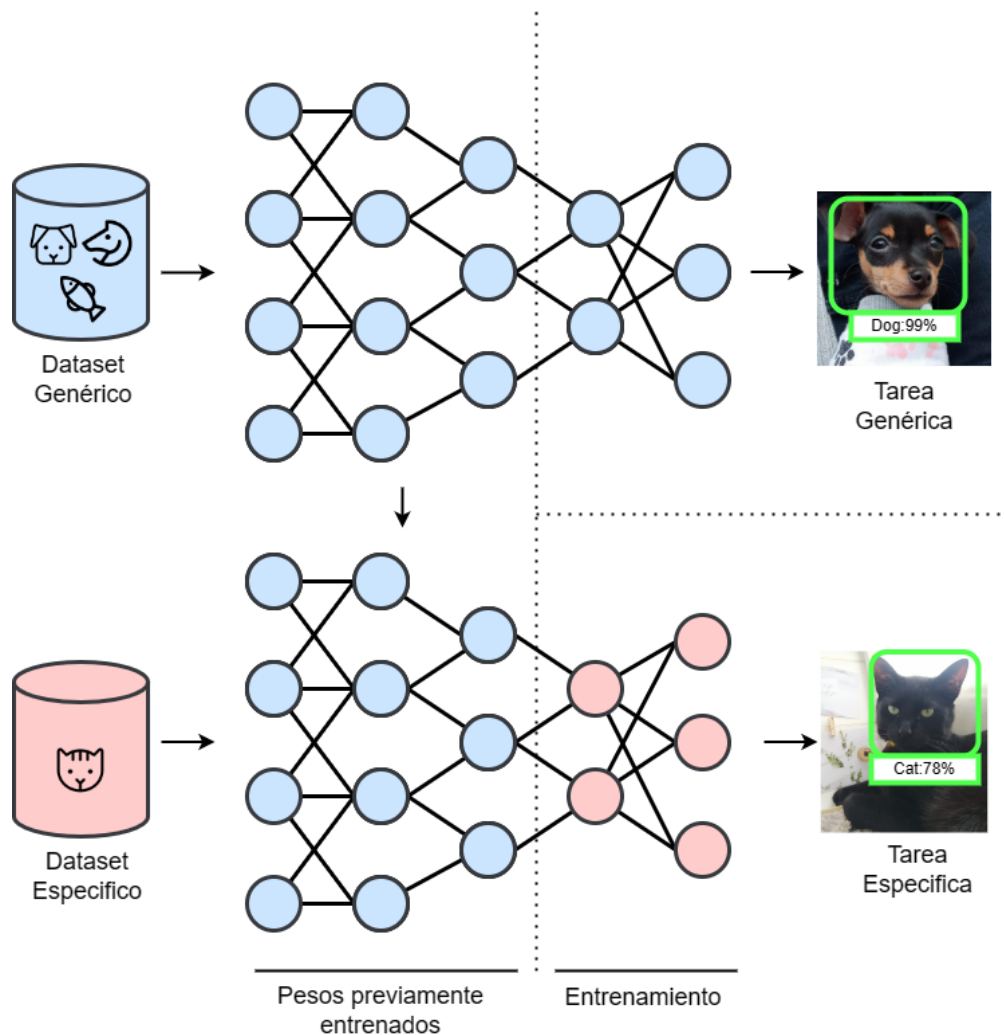 Dataset
Genérico
Dog:99%
Tarea
Genérica
Dataset
Especifico
Cat:78%
Tarea
Especifica
Pesos previamente
entrenados
Entrenamiento